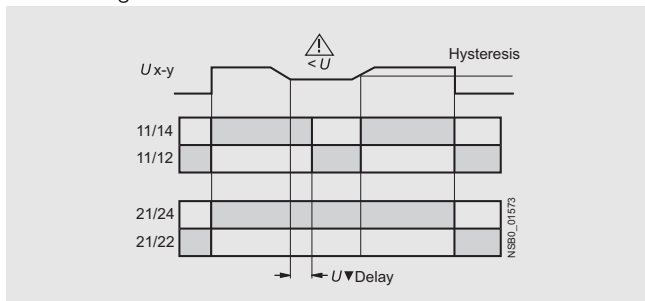 Hysteresis
< U
U x-y
11/14
11/12
21/24
21/22
U▼Delay
NSB0_01573